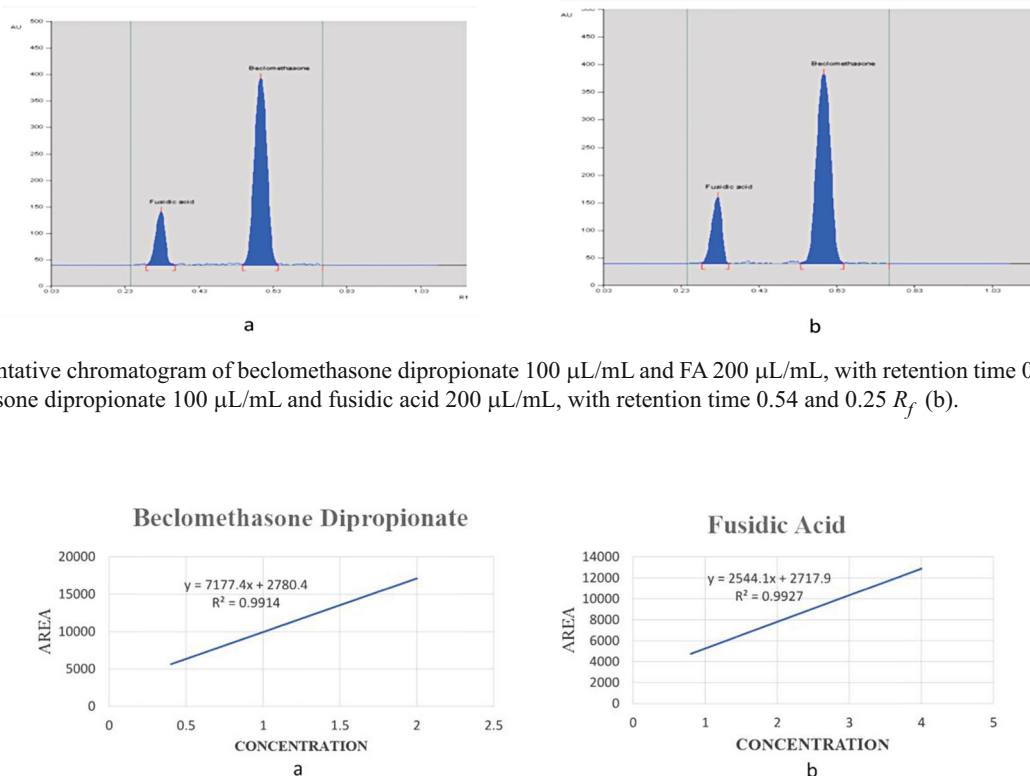 AU
500
450
400
350
300
250
200
150
100
50
0
Beclomethasone
Fusidic acid
0.03 0.23 0.43 0.63 0.83 1.03
Rf
a
AU
500
450
400
350
300
250
200
150
100
50
0
Beclomethasone
Fusidic acid
0.03 0.23 0.43 0.63 0.83 1.03
b
ntative chromatogram of beclomethasone dipropionate 100 μL/mL and FA 200 μL/mL, with retention time 0
sone dipropionate 100 μL/mL and fusidic acid 200 μL/mL, with retention time 0.54 and 0.25 Rf (b).
Beclomethasone Dipropionate
20000
15000
10000
5000
0
AREA
y = 7177.4x + 2780.4
R² = 0.9914
0 0.5 1 1.5 2 2.5
CONCENTRATION
a
Fusidic Acid
14000
12000
10000
8000
6000
4000
2000
0
AREA
y = 2544.1x + 2717.9
R² = 0.9927
0 1 2 3 4 5
CONCENTRATION
b